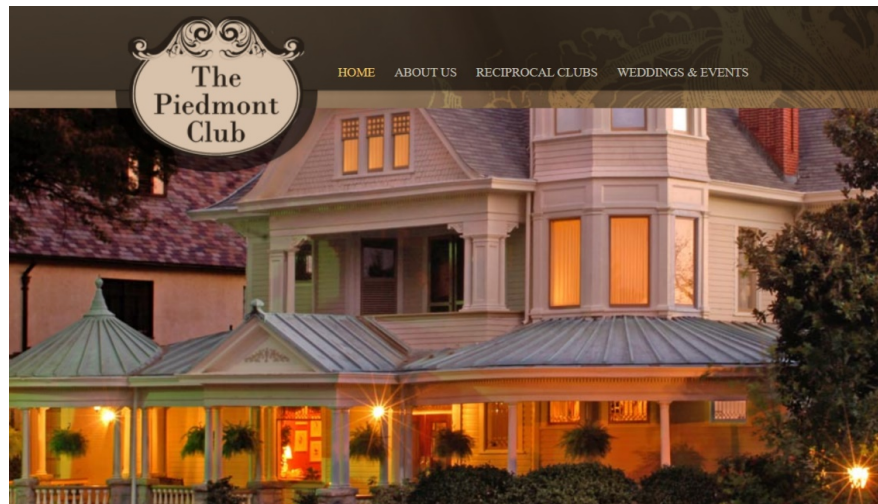 The
Piedmont
Club
HOME ABOUT US RECIPROCAL CLUBS WEDDINGS & EVENTS